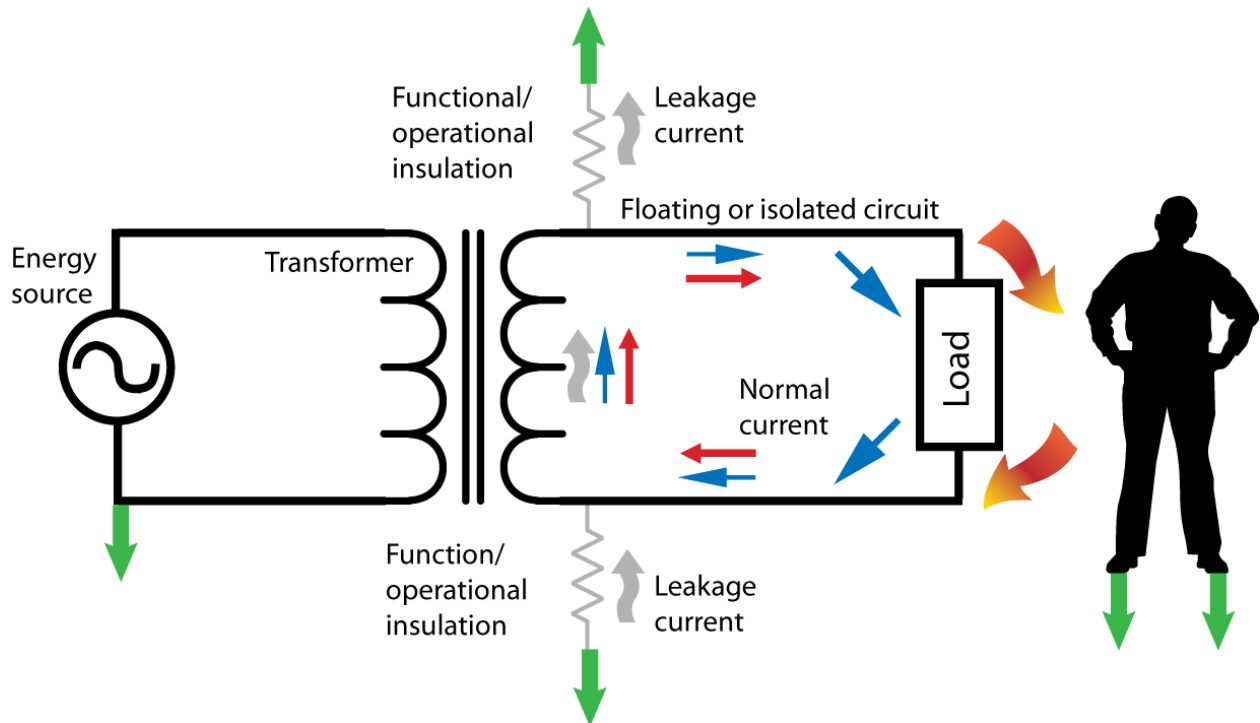 Functional/
operational
insulation
Leakage
current
Floating or isolated circuit
Energy
source
Transformer
Load
Normal
current
Function/
operational
insulation
Leakage
current